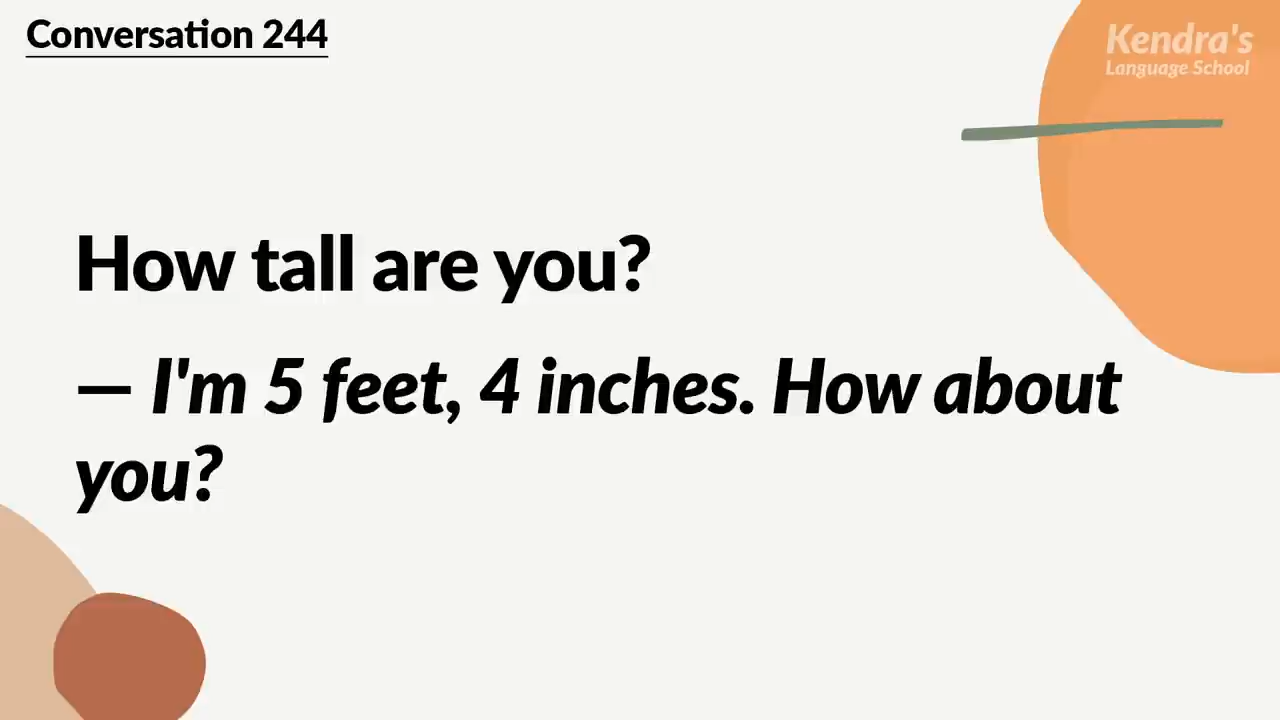 Conversation 244
Kendra's
Language School
How tall are you?
— I'm 5 feet, 4 inches. How about
you?